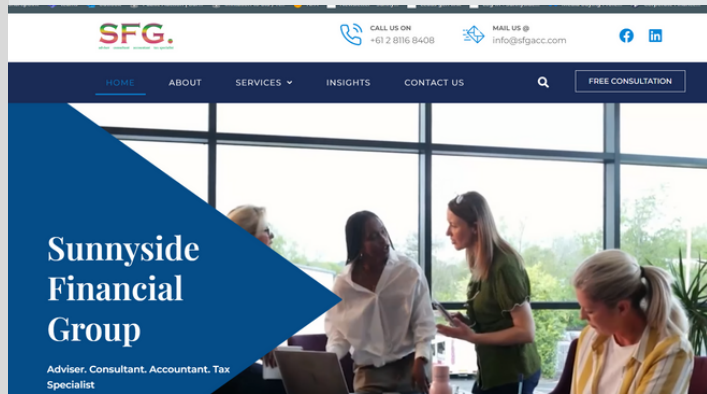 SFG.
CALL US ON
+61 2 8116 8408
MAIL US @
info@sfgacc.com
HOME
ABOUT
SERVICES
INSIGHTS
CONTACT US
FREE CONSULTATION
Sunnyside
Financial
Group
Adviser. Consultant. Accountant. Tax
Specialist